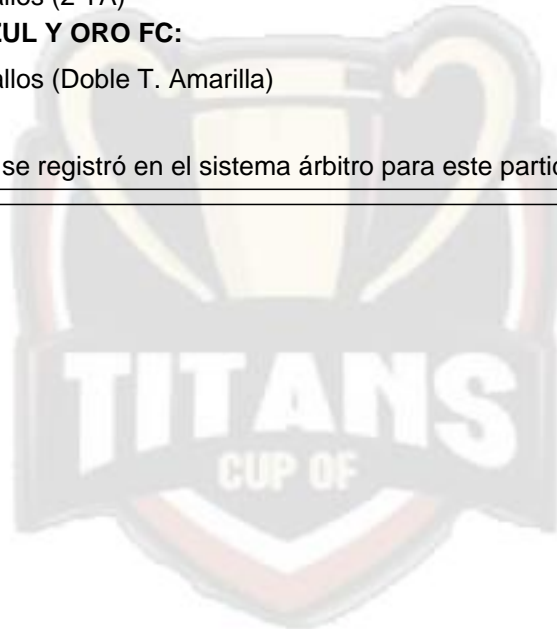 allos (2 TA)
ZUL Y ORO FC:
allos (Doble T. Amarilla)
se registró en el sistema árbitro para este partic
TITANS
CUP OF